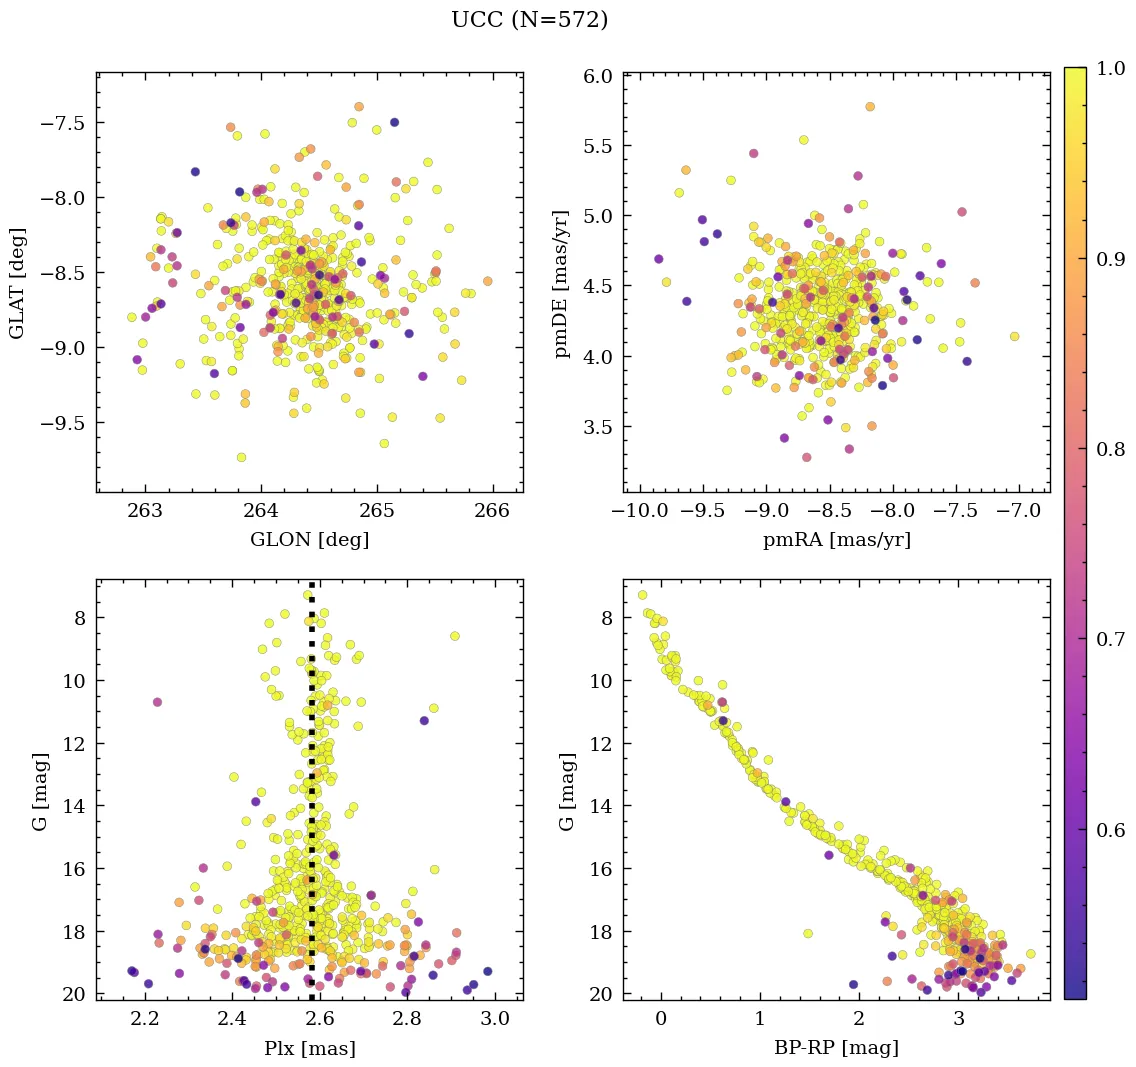 UCC (N=572)
−7.5
−8.0
−8.5
−9.0
−9.5
GLAT [deg]
263 264 265 266
GLON [deg]
6.0
5.5
5.0
4.5
4.0
3.5
pmDE [mas/yr]
−10.0 −9.5 −9.0 −8.5 −8.0 −7.5 −7.0
pmRA [mas/yr]
8
10
12
14
16
18
20
G [mag]
2.2 2.4 2.6 2.8 3.0
Plx [mas]
8
10
12
14
16
18
20
G [mag]
0 1 2 3
BP-RP [mag]
1.0
0.9
0.8
0.7
0.6